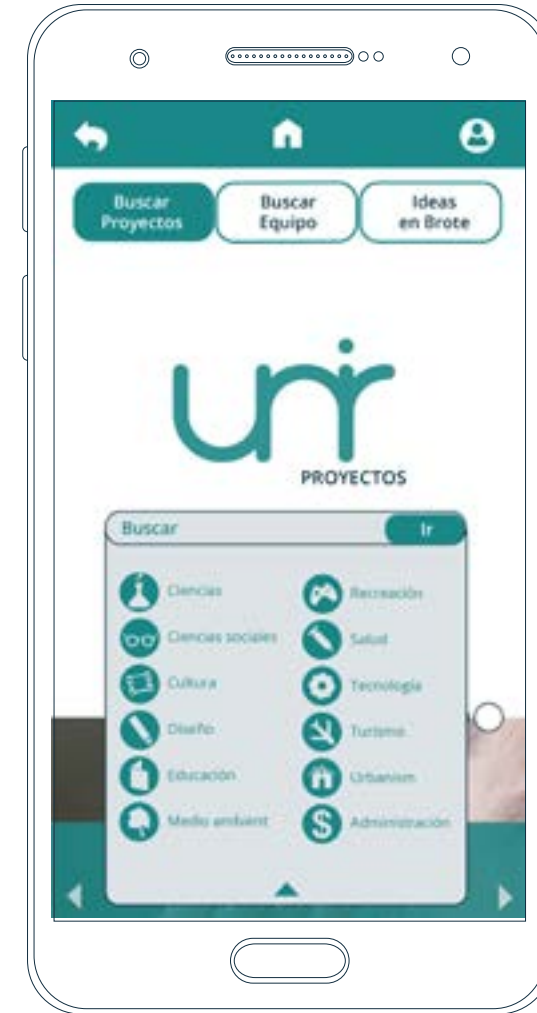 Buscar
Proyectos
Buscar
Equipo
Ideas
en Brote
unir
PROYECTOS
Buscar
Ir
Ciencias
Recreación
Ciencias sociales
Salud
Cultura
Tecnología
Diseño
Turismo
Educación
Urbanism
Medio ambient
Administración